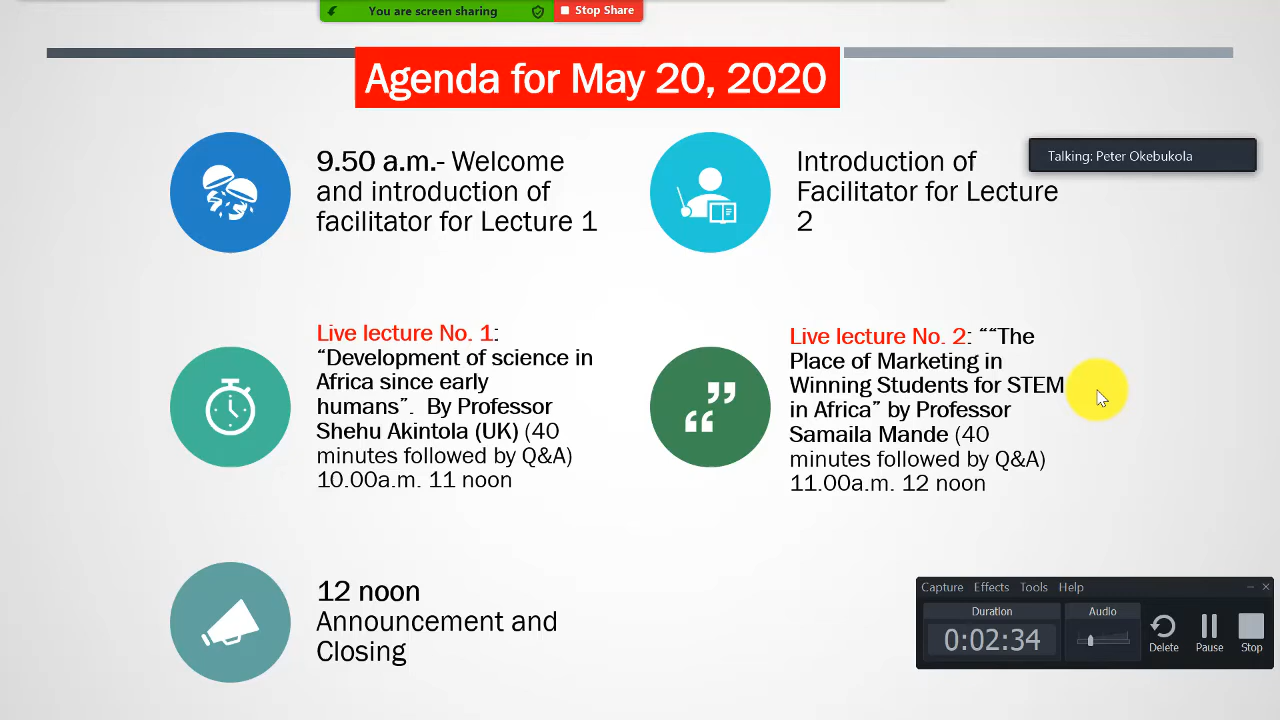 You are screen sharing
Stop Share
Agenda for May 20, 2020
9.50 a.m.- Welcome
and introduction of
facilitator for Lecture 1
Introduction of
Facilitator for Lecture
2
Talking: Peter Okebukola
Live lecture No. 1:
“Development of science in
Africa since early
humans”.  By Professor
Shehu Akintola (UK) (40
minutes followed by Q&A)
10.00a.m. 11 noon
Live lecture No. 2: ““The
Place of Marketing in
Winning Students for STEM
in Africa” by Professor
Samaila Mande (40
minutes followed by Q&A)
11.00a.m. 12 noon
12 noon
Announcement and
Closing
Capture Effects Tools Help
Duration
Audio
0:02:34
Delete
Pause
Stop